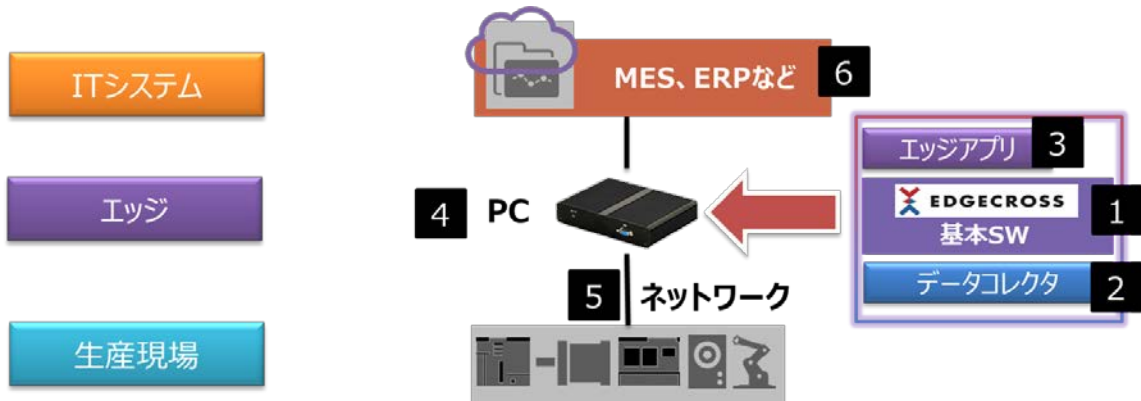 ITシステム
MES、ERPなど
6
エッジアプリ
3
エッジ
4
PC
EDGECROSS
基本SW
1
データコレクタ
2
5
ネットワーク
生産現場